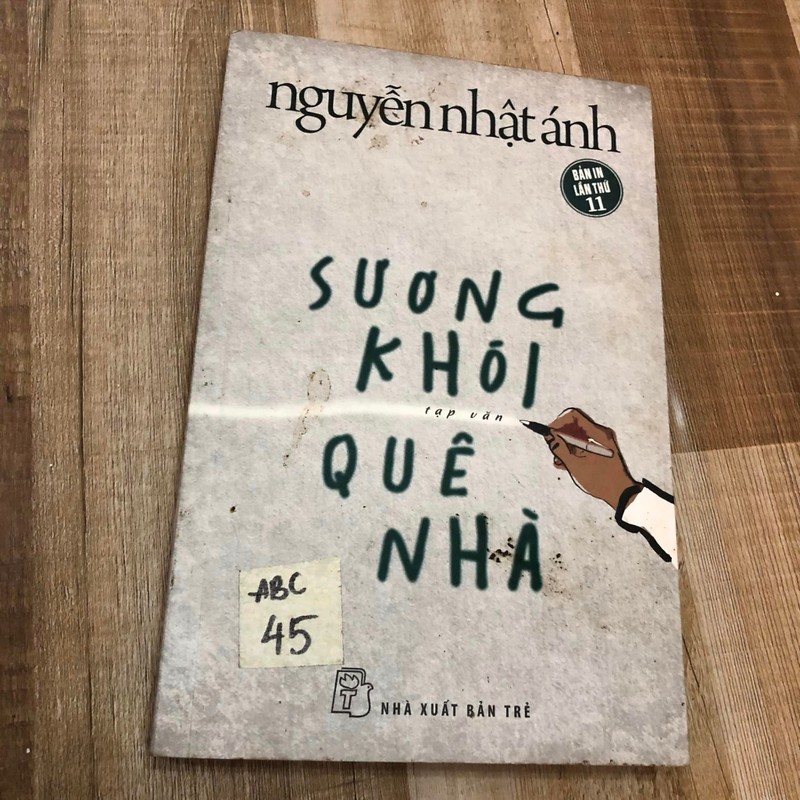 nguyễn nhật ánh
BẢN IN
LẦN THỨ
11
SƯƠNG
KHÓI
tạp văn
QUÊ
NHÀ
ABC
45
T
NHÀ XUẤT BẢN TRẺ